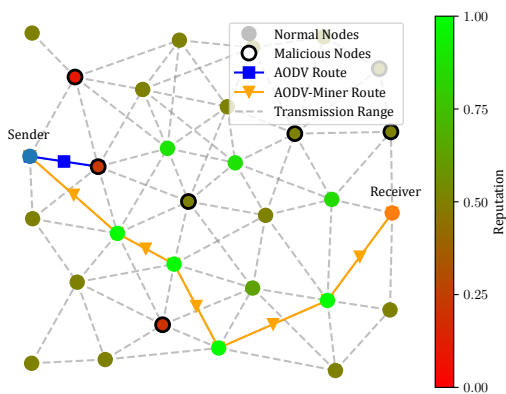 Normal Nodes
Malicious Nodes
AODV Route
AODV-Miner Route
Transmission Range
Sender
Receiver
1.00
0.75
0.50
0.25
0.00
Reputation